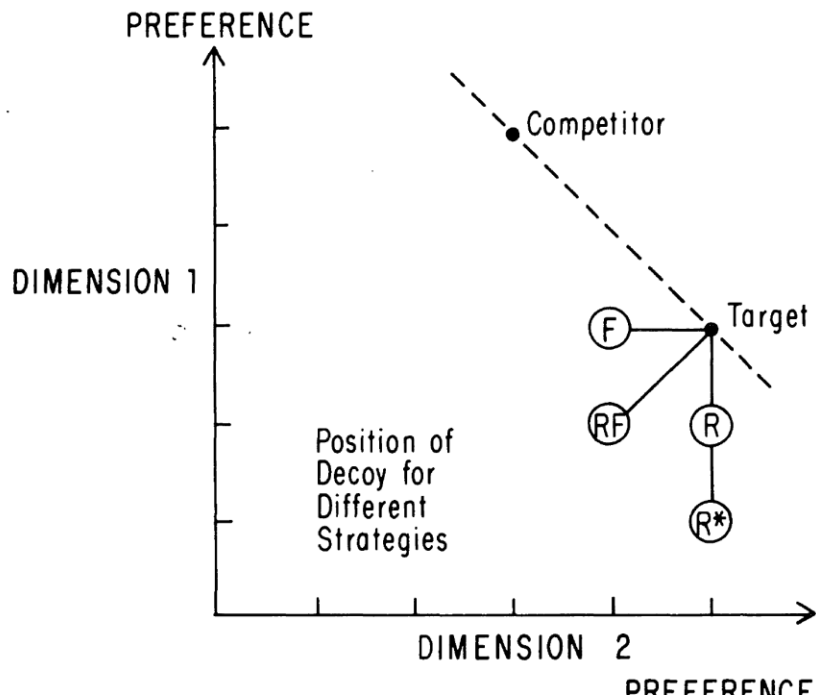 PREFERENCE
Competitor
DIMENSION 1
Target
F
RF
R
R*
Position of
Decoy for
Different
Strategies
DIMENSION 2
PREFERENCE